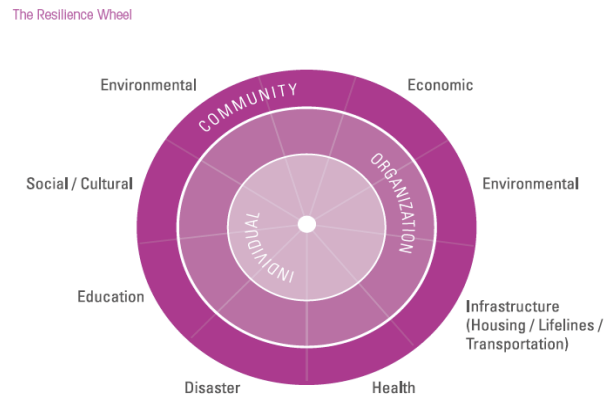 The Resilience Wheel
Environmental
Economic
COMMUNITY
ORGANIZATION
Social / Cultural
Environmental
INDIVIDUAL
Education
Infrastructure
(Housing / Lifelines /
Transportation)
Disaster
Health